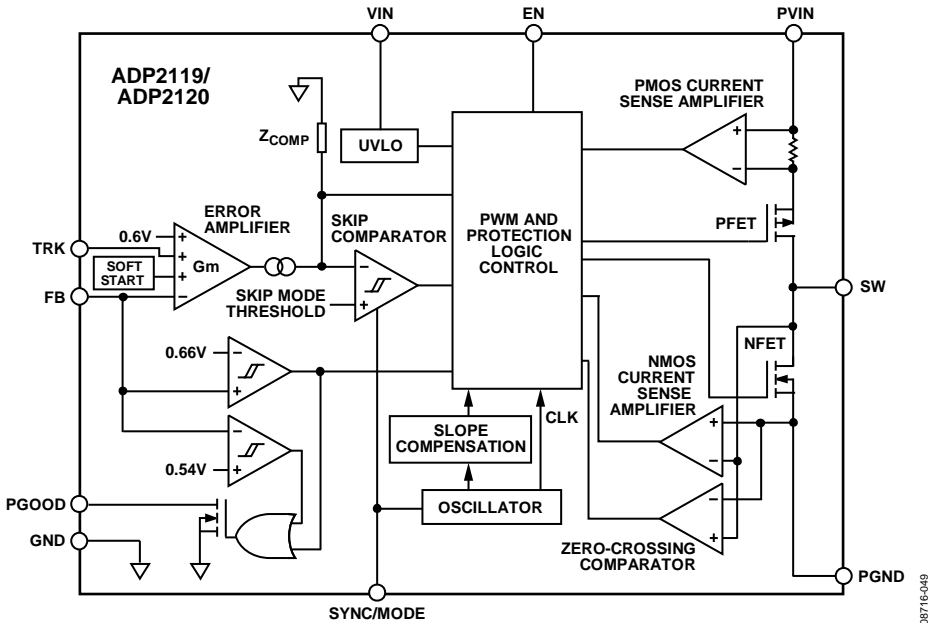 VIN
EN
PVIN
ADP2119/
ADP2120
PMOS CURRENT
SENSE AMPLIFIER
+
−
ZCOMP
UVLO
PWM AND
PROTECTION
LOGIC
CONTROL
PFET
ERROR
AMPLIFIER
SKIP
COMPARATOR
TRK
0.6V
+
+
+
−
Gm
SOFT
START
FB
−
+
SKIP MODE
THRESHOLD
SW
NFET
0.66V
−
+
NMOS
CURRENT
SENSE
AMPLIFIER
+
−
CLK
SLOPE
COMPENSATION
−
+
0.54V
OSCILLATOR
−
+
ZERO-CROSSING
COMPARATOR
PGOOD
GND
PGND
SYNC/MODE
08716-049